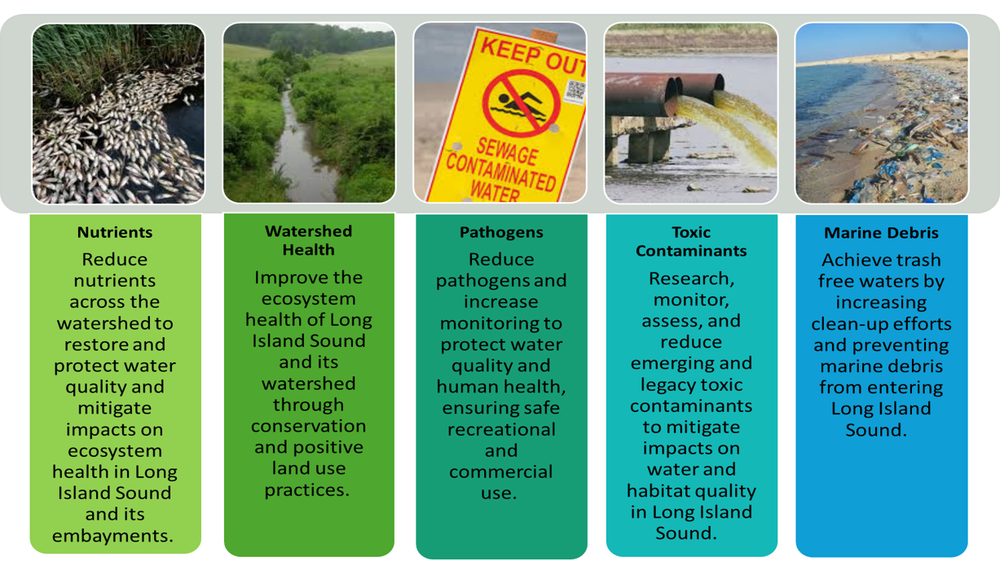 KEEP OUT
SEWAGE
CONTAMINATED
WATER
Nutrients
Reduce
nutrients
across the
watershed to
restore and
protect water
quality and
mitigate
impacts on
ecosystem
health in Long
Island Sound
and its
embayments.
Watershed
Health
Improve the
ecosystem
health of Long
Island Sound
and its
watershed
through
conservation
and positive
land use
practices.
Pathogens
Reduce
pathogens and
increase
monitoring to
protect water
quality and
human health,
ensuring safe
recreational
and
commercial
use.
Toxic
Contaminants
Research,
monitor,
assess, and
reduce
emerging and
legacy toxic
contaminants
to mitigate
impacts on
water and
habitat quality
in Long Island
Sound.
Marine Debris
Achieve trash
free waters by
increasing
clean-up efforts
and preventing
marine debris
from entering
Long Island
Sound.